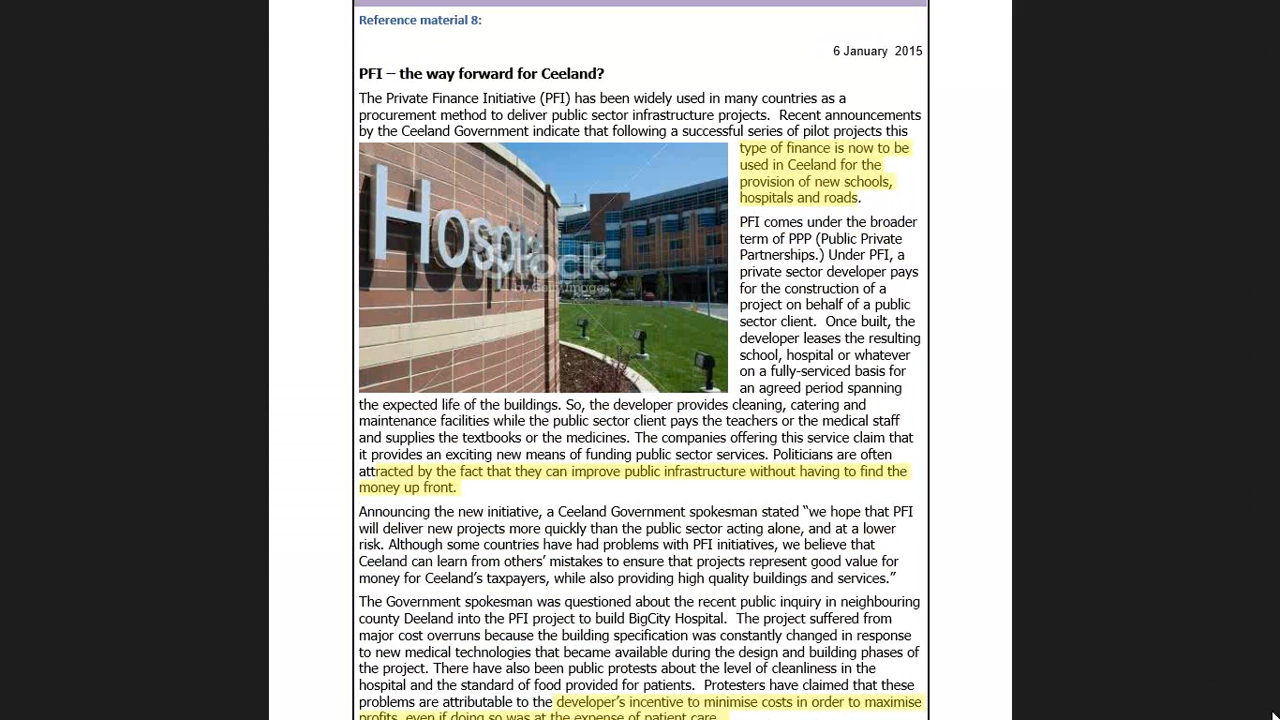 Reference material 8:
6 January 2015
PFI – the way forward for Ceeland?
The Private Finance Initiative (PFI) has been widely used in many countries as a
procurement method to deliver public sector infrastructure projects. Recent announcements
by the Ceeland Government indicate that following a successful series of pilot projects this
type of finance is now to be
used in Ceeland for the
provision of new schools,
hospitals and roads.
Hospi
iStock.
by Getty Images
PFI comes under the broader
term of PPP (Public Private
Partnerships.) Under PFI, a
private sector developer pays
for the construction of a
project on behalf of a public
sector client. Once built, the
developer leases the resulting
school, hospital or whatever
on a fully-serviced basis for
an agreed period spanning
the expected life of the buildings. So, the developer provides cleaning, catering and
maintenance facilities while the public sector client pays the teachers or the medical staff
and supplies the textbooks or the medicines. The companies offering this service claim that
it provides an exciting new means of funding public sector services. Politicians are often
attracted by the fact that they can improve public infrastructure without having to find the
money up front.
Announcing the new initiative, a Ceeland Government spokesman stated “we hope that PFI
will deliver new projects more quickly than the public sector acting alone, and at a lower
risk. Although some countries have had problems with PFI initiatives, we believe that
Ceeland can learn from others’ mistakes to ensure that projects represent good value for
money for Ceeland’s taxpayers, while also providing high quality buildings and services.”
The Government spokesman was questioned about the recent public inquiry in neighbouring
county Deeland into the PFI project to build BigCity Hospital. The project suffered from
major cost overruns because the building specification was constantly changed in response
to new medical technologies that became available during the design and building phases of
the project. There have also been public protests about the level of cleanliness in the
hospital and the standard of food provided for patients. Protesters have claimed that these
problems are attributable to the developer’s incentive to minimise costs in order to maximise
profits, even if doing so was at the expense of patient care.